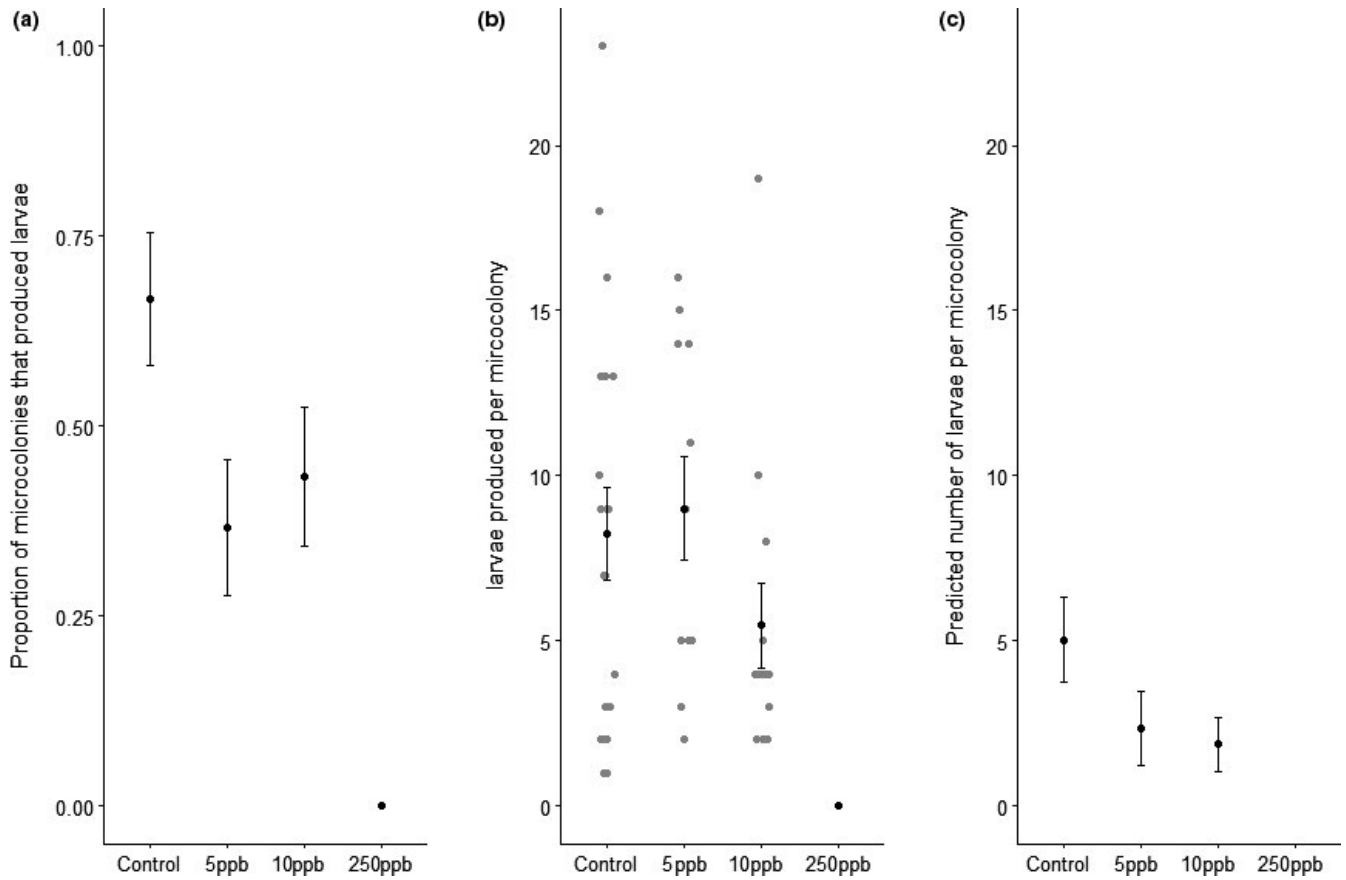 (a)
Proportion of microcolonies that produced larvae
1.00
0.75
0.50
0.25
0.00
Control 5ppb 10ppb 250ppb
(b)
larvae produced per mircocolony
20
15
10
5
0
Control 5ppb 10ppb 250ppb
(c)
Predicted number of larvae per microcolony
20
15
10
5
0
Control 5ppb 10ppb 250ppb